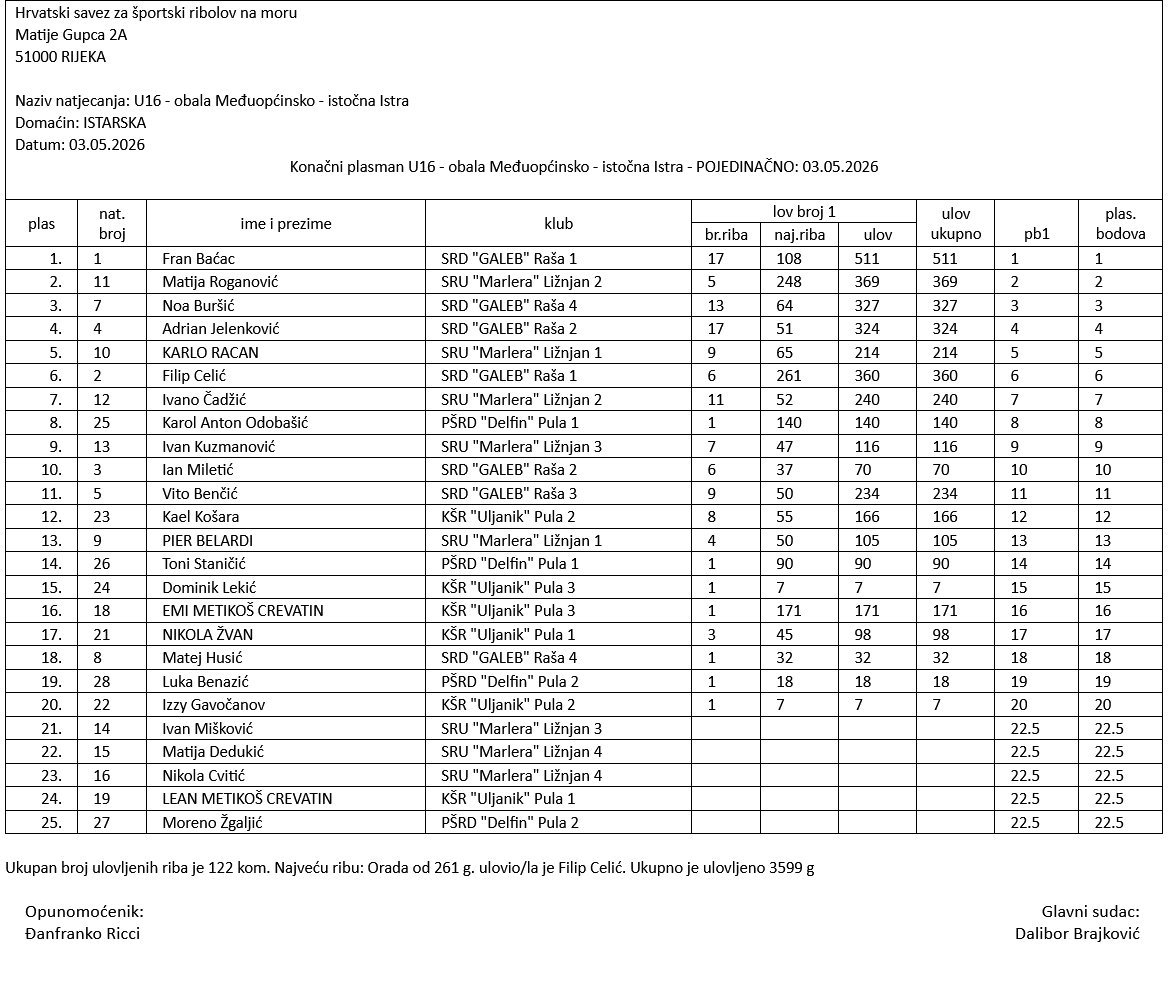 Hrvatski savez za športski ribolov na moru
Matije Gupca 2A
51000 RIJEKA
Naziv natjecanja: U16 - obala Međuopćinsko - istočna Istra
Domaćin: ISTARSKA
Datum: 03.05.2026
Konačni plasman U16 - obala Međuopćinsko - istočna Istra - POJEDINAČNO: 03.05.2026
plas nat. broj ime i prezime klub lov broj 1 ulov ukupno pb1 plas. bodova
br.riba naj.riba ulov
1. 1 Fran Baćac SRD "GALEB" Raša 1 17 108 511 511 1 1
2. 11 Matija Roganović SRU "Marlera" Ližnjan 2 5 248 369 369 2 2
3. 7 Noa Buršić SRD "GALEB" Raša 4 13 64 327 327 3 3
4. 4 Adrian Jelenković SRD "GALEB" Raša 2 17 51 324 324 4 4
5. 10 KARLO RACAN SRU "Marlera" Ližnjan 1 9 65 214 214 5 5
6. 2 Filip Celić SRD "GALEB" Raša 1 6 261 360 360 6 6
7. 12 Ivano Čadžić SRU "Marlera" Ližnjan 2 11 52 240 240 7 7
8. 25 Karol Anton Odobašić PŠRD "Delfin" Pula 1 1 140 140 140 8 8
9. 13 Ivan Kuzmanović SRU "Marlera" Ližnjan 3 7 47 116 116 9 9
10. 3 Ian Miletić SRD "GALEB" Raša 2 6 37 70 70 10 10
11. 5 Vito Benčić SRD "GALEB" Raša 3 9 50 234 234 11 11
12. 23 Kael Košara KŠR "Uljanik" Pula 2 8 55 166 166 12 12
13. 9 PIER BELARDI SRU "Marlera" Ližnjan 1 4 50 105 105 13 13
14. 26 Toni Staničić PŠRD "Delfin" Pula 1 1 90 90 90 14 14
15. 24 Dominik Lekić KŠR "Uljanik" Pula 3 1 7 7 7 15 15
16. 18 EMI METIKOŠ CREVATIN KŠR "Uljanik" Pula 3 1 171 171 171 16 16
17. 21 NIKOLA ŽVAN KŠR "Uljanik" Pula 1 3 45 98 98 17 17
18. 8 Matej Husić SRD "GALEB" Raša 4 1 32 32 32 18 18
19. 28 Luka Benazić PŠRD "Delfin" Pula 2 1 18 18 18 19 19
20. 22 Izzy Gavočanov KŠR "Uljanik" Pula 2 1 7 7 7 20 20
21. 14 Ivan Mišković SRU "Marlera" Ližnjan 3 22.5 22.5
22. 15 Matija Dedukić SRU "Marlera" Ližnjan 4 22.5 22.5
23. 16 Nikola Cvitić SRU "Marlera" Ližnjan 4 22.5 22.5
24. 19 LEAN METIKOŠ CREVATIN KŠR "Uljanik" Pula 1 22.5 22.5
25. 27 Moreno Žgaljić PŠRD "Delfin" Pula 2 22.5 22.5
Ukupan broj ulovljenih riba je 122 kom. Najveću ribu: Orada od 261 g. ulovio/la je Filip Celić. Ukupno je ulovljeno 3599 g
Opunomoćenik: Glavni sudac:
Đanfranko Ricci Dalibor Brajković